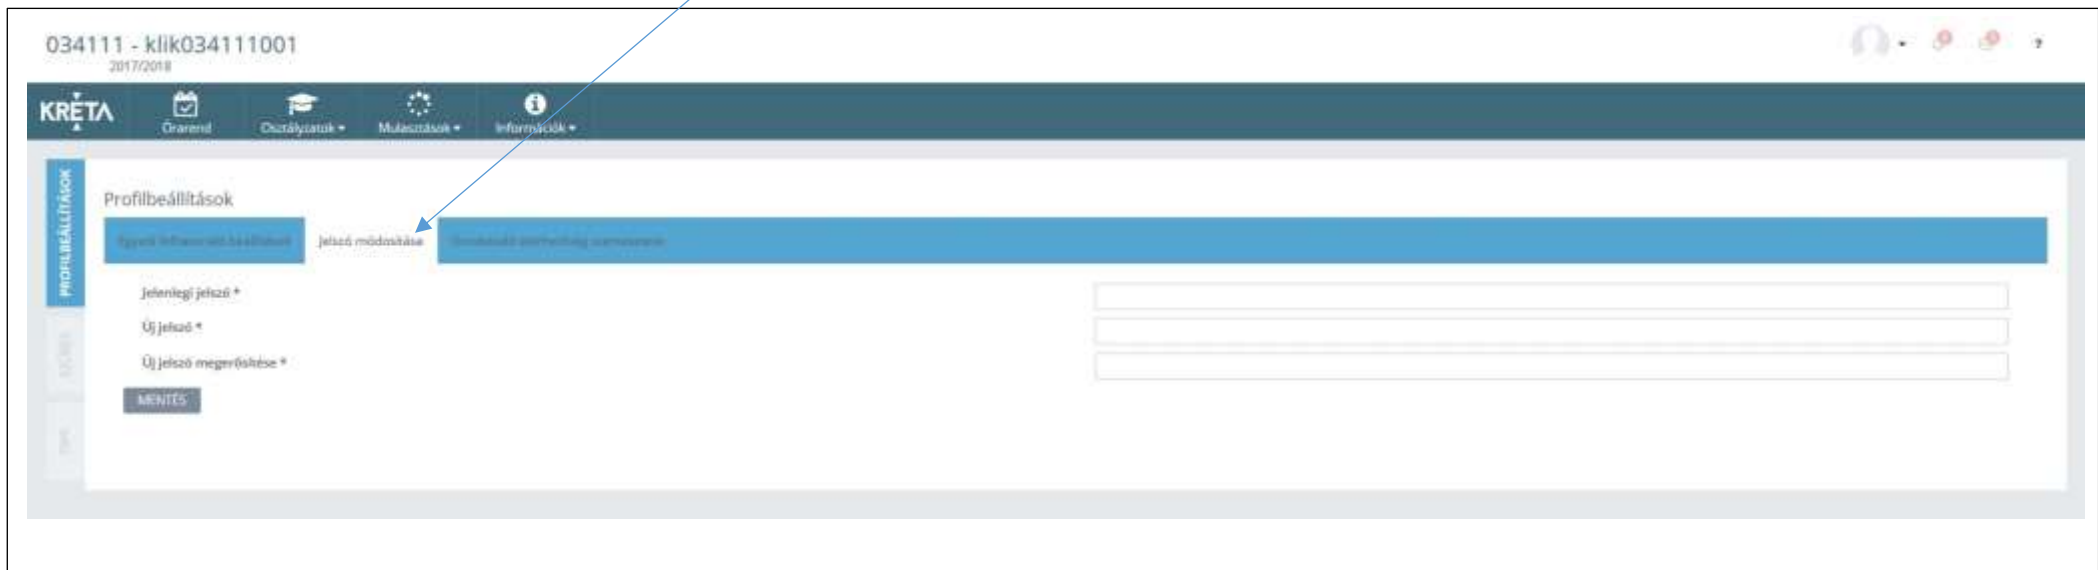 034111 - klik034111001
2017/2018
KRÉTA
Órarend
Osztályzatok
Mulasztások
Információk
PROFILBEÁLLÍTÁSOK
Profilbeállítások
Jelszó módosítása
Jelenlegi jelszó *
Új jelszó *
Új jelszó megerősítése *
MENTÉS